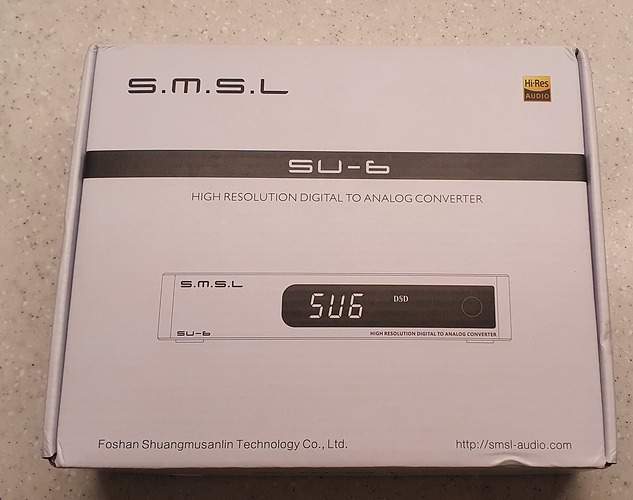 S.M.S.L
Hi-Res
AUDIO
SU-6
HIGH RESOLUTION DIGITAL TO ANALOG CONVERTER
S.M.S.L
SU6
DSD
SU-6
HIGH RESOLUTION DIGITAL TO ANALOG CONVERTER
Foshan Shuangmusanlin Technology Co., Ltd.
http://smsl-audio.com